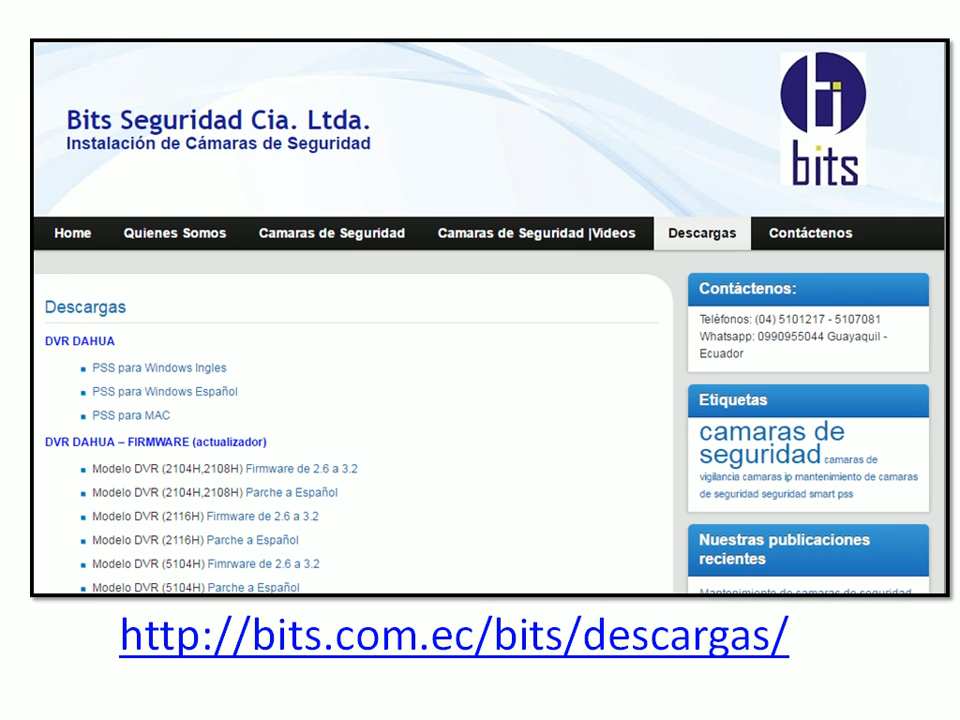 Bits Seguridad Cia. Ltda.
Instalación de Cámaras de Seguridad
bits
Home
Quienes Somos
Camaras de Seguridad
Camaras de Seguridad |Videos
Descargas
Contáctenos
Descargas
DVR DAHUA
PSS para Windows Ingles
PSS para Windows Español
PSS para MAC
DVR DAHUA – FIRMWARE (actualizador)
Modelo DVR (2104H,2108H) Firmware de 2.6 a 3.2
Modelo DVR (2104H,2108H) Parche a Español
Modelo DVR (2116H) Firmware de 2.6 a 3.2
Modelo DVR (2116H) Parche a Español
Modelo DVR (5104H) Fimrware de 2.6 a 3.2
Modelo DVR (5104H) Parche a Español
Contáctenos:
Teléfonos: (04) 5101217 - 5107081
Whatsapp: 0990955044 Guayaquil -
Ecuador
Etiquetas
camaras de
seguridad camaras de
vigilancia camaras ip mantenimiento de camaras
de seguridad seguridad smart pss
Nuestras publicaciones
recientes
Mantenimiento de camaras de seguridad
http://bits.com.ec/bits/descargas/